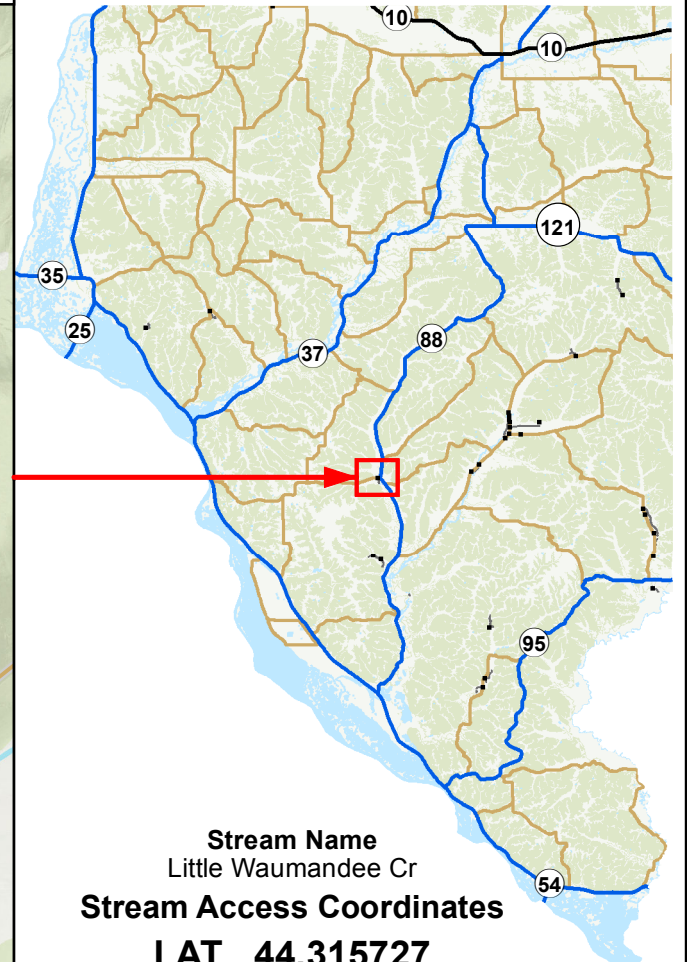 10
10
121
35
25
88
37
95
Stream Name
Little Waumandee Cr
54
Stream Access Coordinates
LAT 44.315727